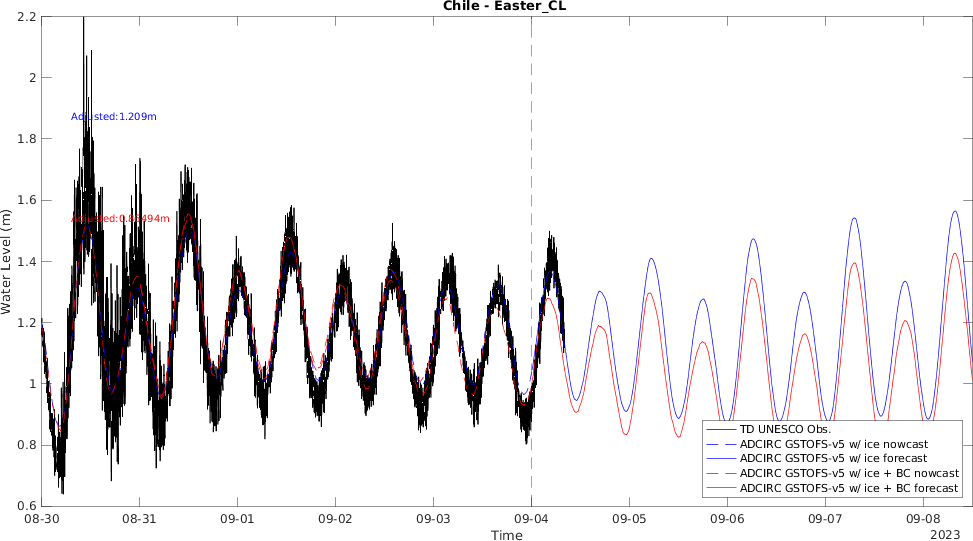 Chile - Easter_CL
2.2
2
1.8
1.6
1.4
1.2
1
0.8
0.6
Water Level (m)
Adjusted:1.209m
08-30
08-31
09-01
09-02
09-03
09-04
09-05
09-06
09-07
09-08
Time
2023
TD UNESCO Obs.
ADCIRC GSTOFS-v5 w/ ice nowcast
ADCIRC GSTOFS-v5 w/ ice forecast
ADCIRC GSTOFS-v5 w/ ice + BC nowcast
ADCIRC GSTOFS-v5 w/ ice + BC forecast